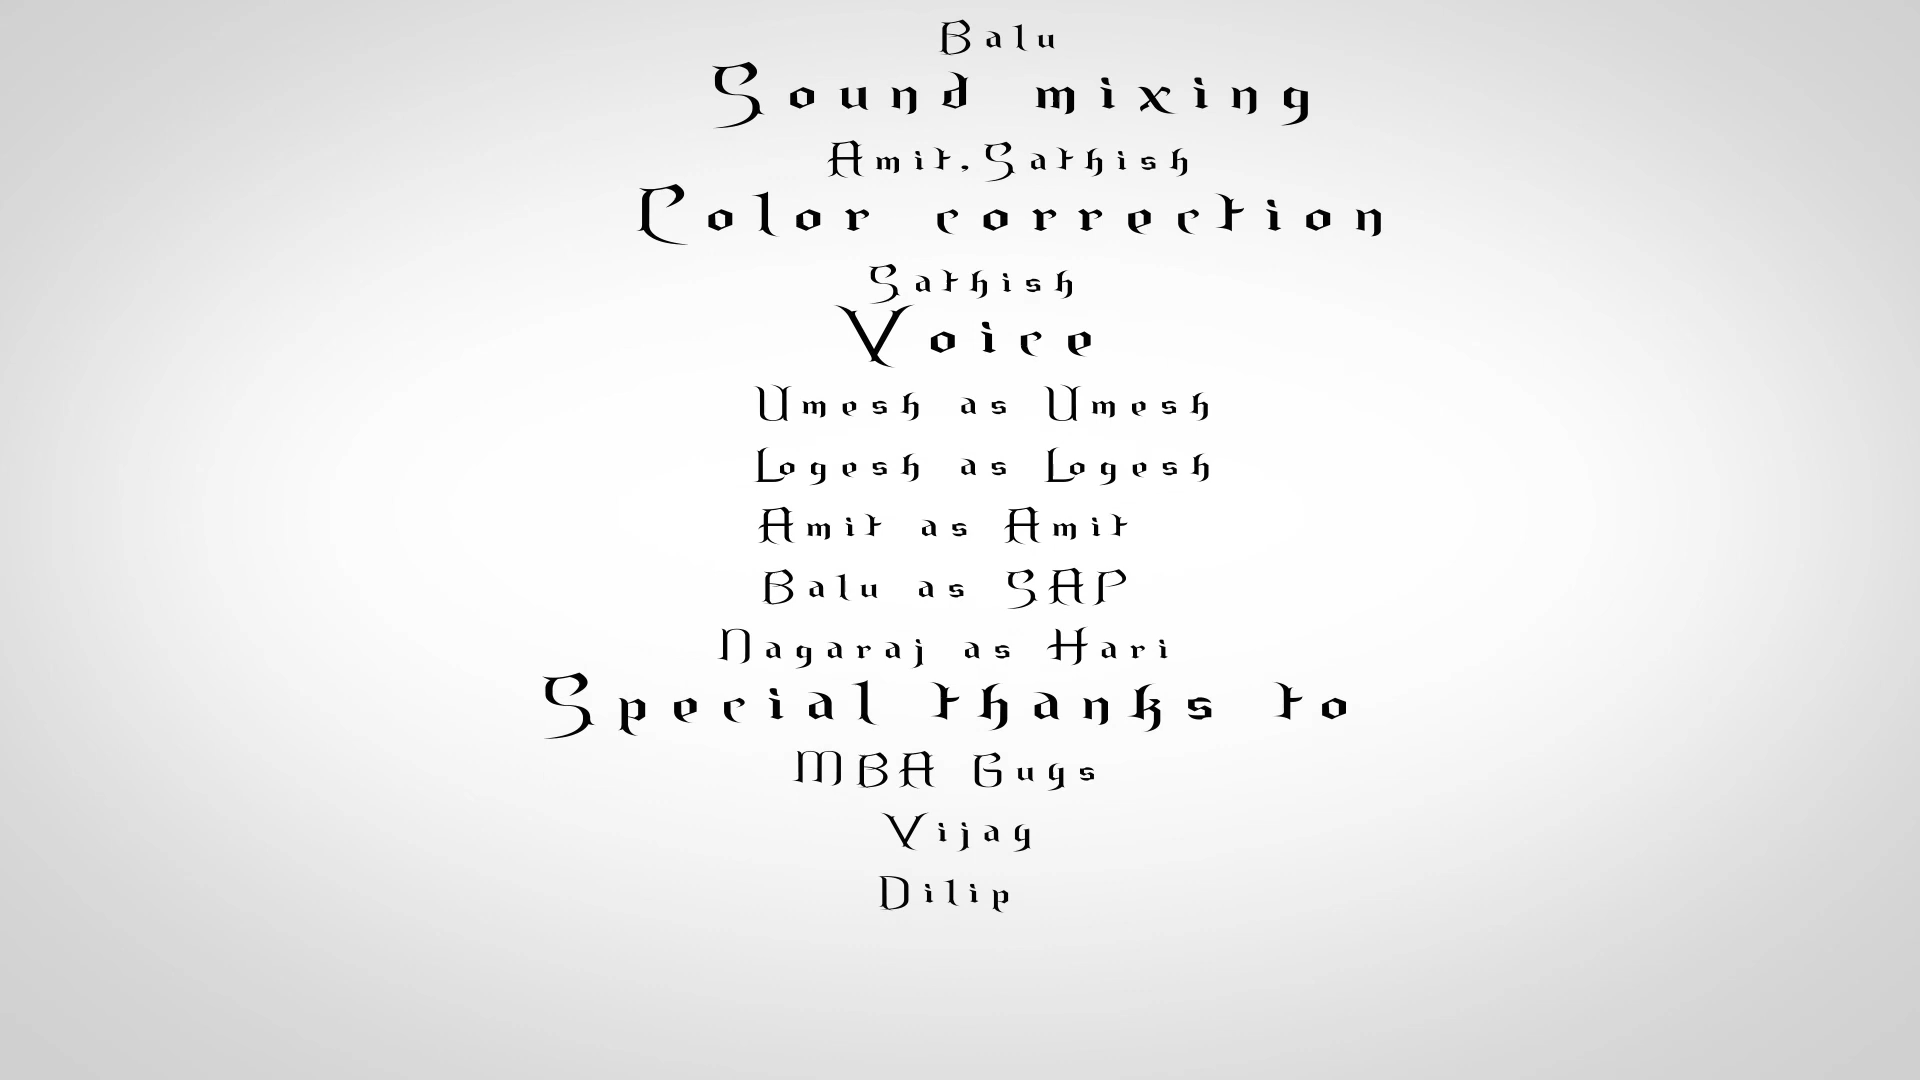 Balu
Sound mixing
Amit,Sathish
Color correction
Sathish
Voice
Umesh as Umesh
Logesh as Logesh
Amit as Amit
Balu as SAP
Nagaraj as Hari
Special thanks to
MBA Guys
Vijay
Dilip